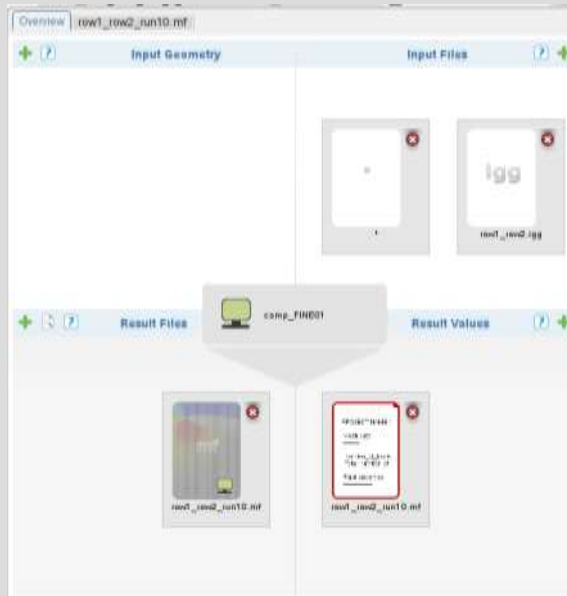 Overview row1_row2_run10.mf
Input Geometry
Input Files
igg
row1_row2.igg
comp_FINE01
Result Files
Result Values
mf
row1_row2_run10.mf
row1_row2_run10.mf